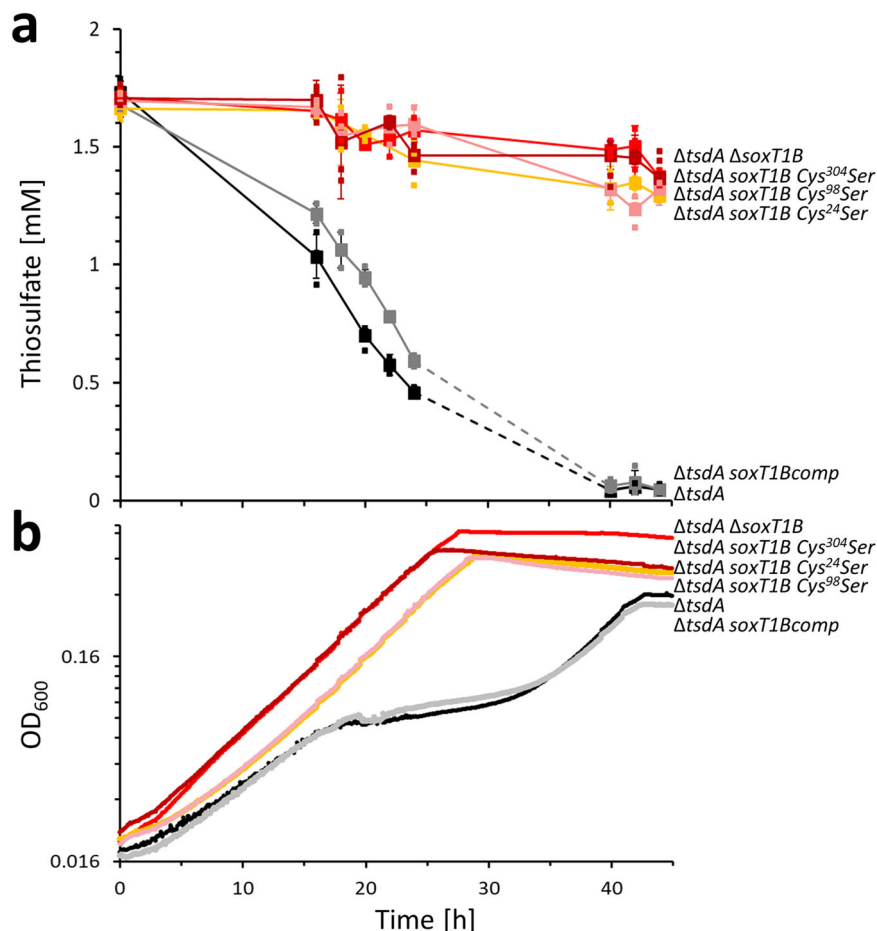 a
2
1.5
1
0.5
0
Thiosulfate [mM]
ΔtsdA ΔsoxT1B
ΔtsdA soxT1B Cys³⁰⁴Ser
ΔtsdA soxT1B Cys⁹⁸Ser
ΔtsdA soxT1B Cys²⁴Ser
ΔtsdA soxT1Bcomp
ΔtsdA
b
ΔtsdA ΔsoxT1B
ΔtsdA soxT1B Cys³⁰⁴Ser
ΔtsdA soxT1B Cys²⁴Ser
ΔtsdA soxT1B Cys⁹⁸Ser
ΔtsdA
ΔtsdA soxT1Bcomp
0.16
OD₆₀₀
0.016
0 10 20 30 40
Time [h]